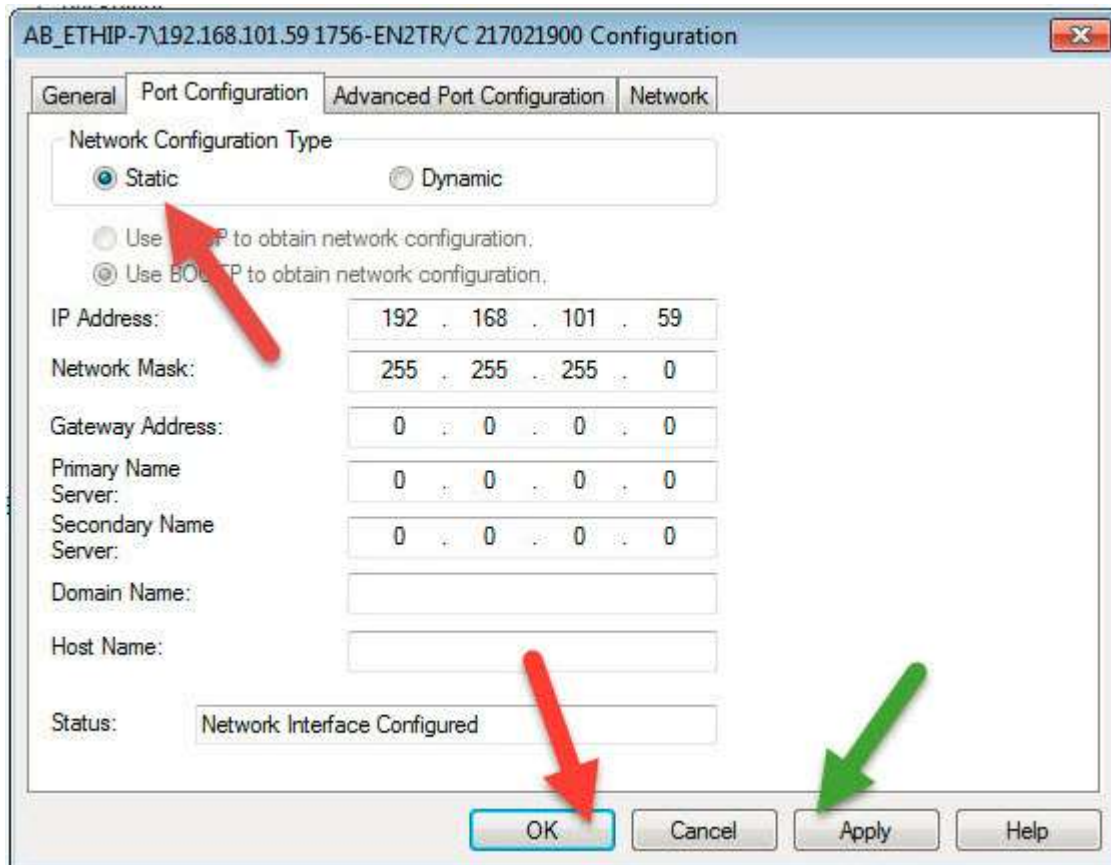 AB_ETHIP-7\192.168.101.59 1756-EN2TR/C 217021900 Configuration
General Port Configuration Advanced Port Configuration Network
Network Configuration Type
Static Dynamic
Use to obtain network configuration.
Use BOOTP to obtain network configuration.
IP Address: 192 . 168 . 101 . 59
Network Mask: 255 . 255 . 255 . 0
Gateway Address: 0 . 0 . 0 . 0
Primary Name
Server: 0 . 0 . 0 . 0
Secondary Name
Server: 0 . 0 . 0 . 0
Domain Name:
Host Name:
Status: Network Interface Configured
OK Cancel Apply Help